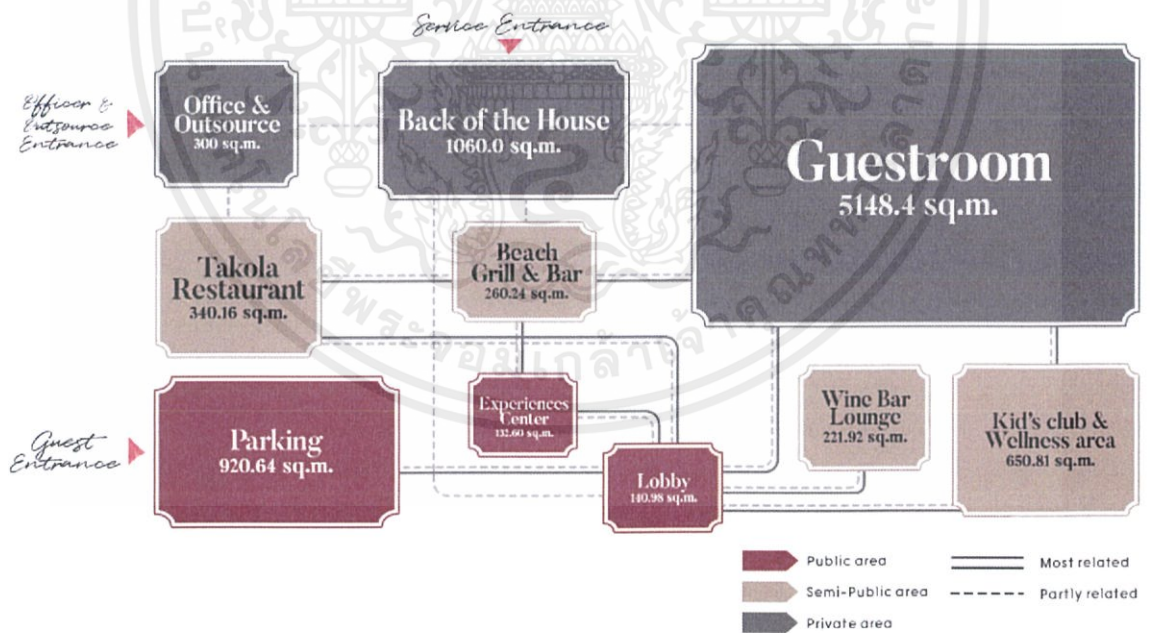 Service Entrance
Officer &
Outsource
Entrance
Office &
Outsource
300 sq.m.
Back of the House
1060.0 sq.m.
Guestroom
5148.4 sq.m.
Takola
Restaurant
340.16 sq.m.
Beach
Grill & Bar
260.24 sq.m.
Guest
Entrance
Parking
920.64 sq.m.
Experiences
Center
132.60 sq.m.
Lobby
140.98 sq.m.
Wine Bar
Lounge
221.92 sq.m.
Kid's club &
Wellness area
650.81 sq.m.
Public area
Most related
Semi-Public area
Partly related
Private area